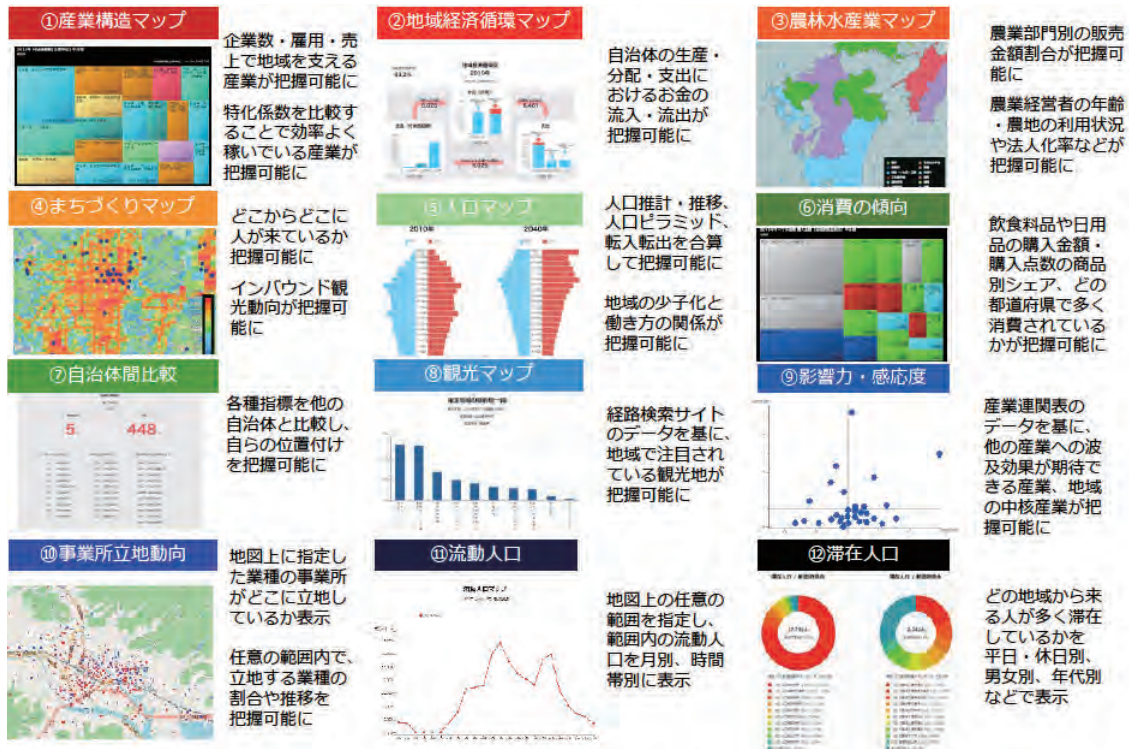 ①産業構造マップ
企業数・雇用・売
上で地域を支える
産業が把握可能に
特化係数を比較す
ることで効率よく
稼いでいる産業が
把握可能に
②地域経済循環マップ
2010年
自治体の生産・
分配・支出に
おけるお金の
流入・流出が
把握可能に
③農林水産業マップ
農業部門別の販売
金額割合が把握可
能に
農業経営者の年齢
・農地の利用状況
や法人化率などが
把握可能に
④まちづくりマップ
どこからどこに
人が来ているか
把握可能に
インバウンド観
光動向が把握可
能に
⑤人口マップ
2010年
2040年
人口推計・推移、
人口ピラミッド、
転入転出を合算
して把握可能に
地域の少子化と
働き方の関係が
把握可能に
⑥消費の傾向
飲食料品や日用
品の購入金額・
購入点数の商品
別シェア、どの
都道府県で多く
消費されている
かが把握可能に
⑦自治体間比較
5
448
各種指標を他の
自治体と比較し、
自らの位置付け
を把握可能に
⑧観光マップ
経路検索サイト
のデータを基に、
地域で注目され
ている観光地が
把握可能に
⑨影響力・感応度
産業連関表の
データを基に、
他の産業への波
及効果が期待で
きる産業、地域
の中核産業が把
握可能に
⑩事業所立地動向
地図上に指定し
た業種の事業所
がどこに立地し
ているか表示
任意の範囲内で、
立地する業種の
割合や推移を
把握可能に
⑪流動人口
流動人口マップ
地図上の任意の
範囲を指定し、
範囲内の流動人
口を月別、時間
帯別に表示
⑫滞在人口
どの地域から来
る人が多く滞在
しているかを
平日・休日別、
男女別、年代別
などで表示